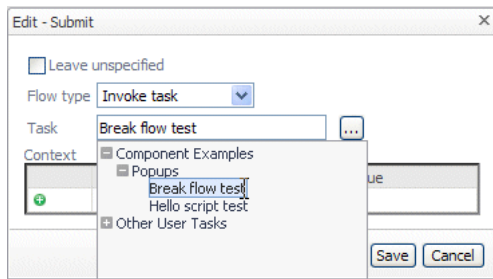 Edit - Submit
Leave unspecified
Flow type Invoke task
Task Break flow test ...
Context
Component Examples
Popups
ue
Break flow test
Hello script test
Other User Tasks
Save Cancel